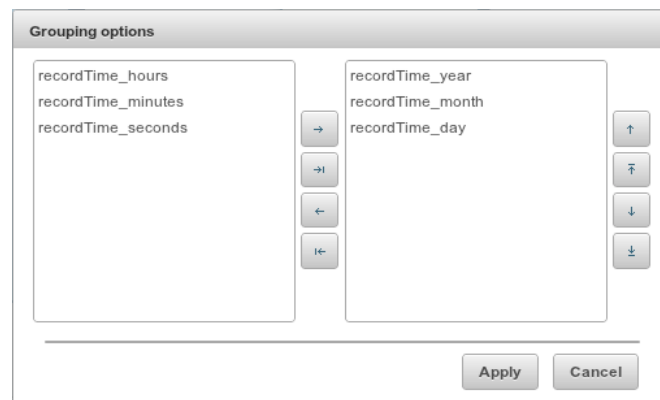 Grouping options
recordTime_hours
recordTime_minutes
recordTime_seconds
recordTime_year
recordTime_month
recordTime_day
Apply
Cancel